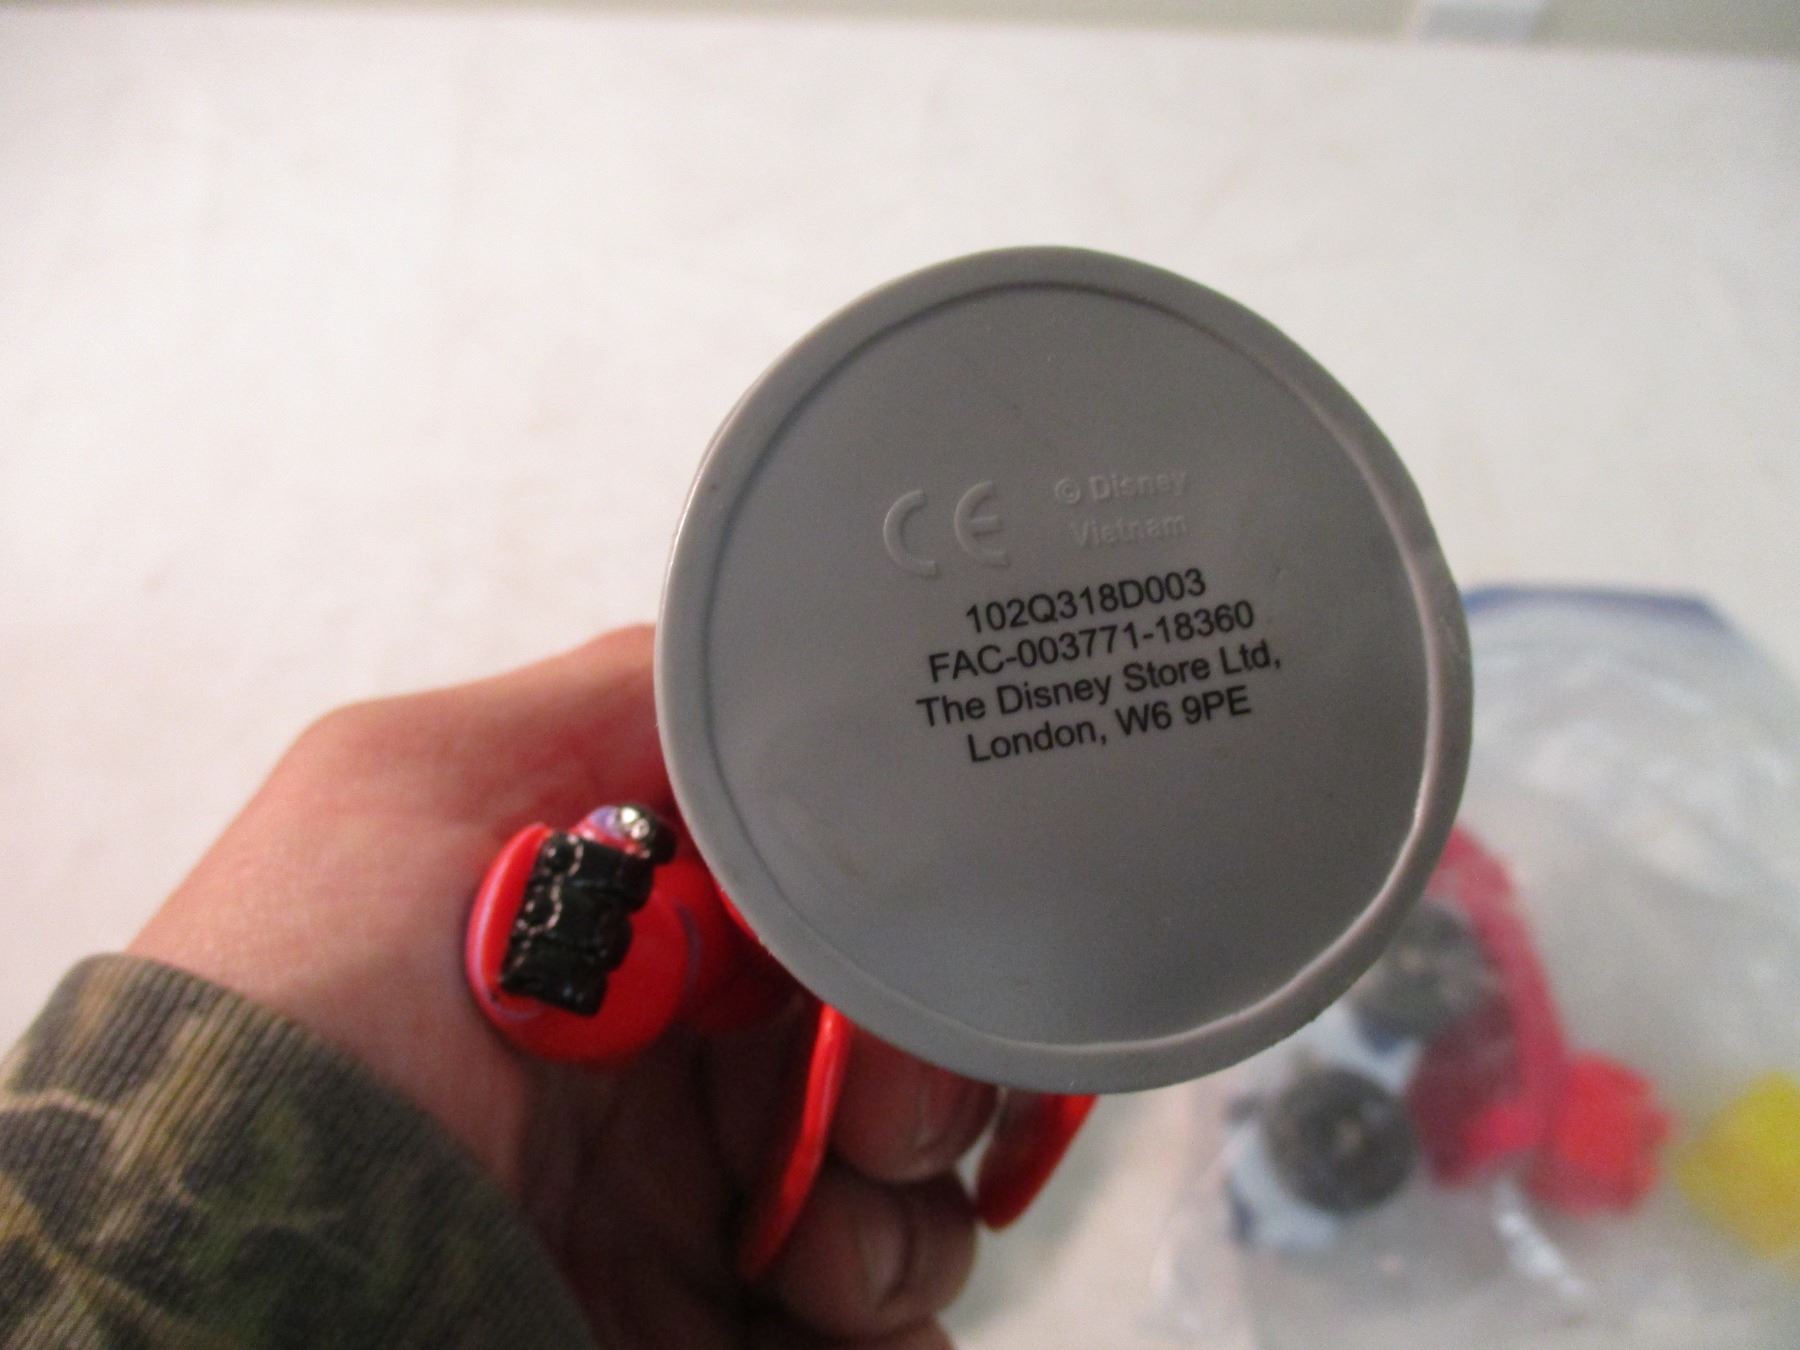 CE © Disney
Vietnam
102Q318D003
FAC-003771-18360
The Disney Store Ltd,
London, W6 9PE